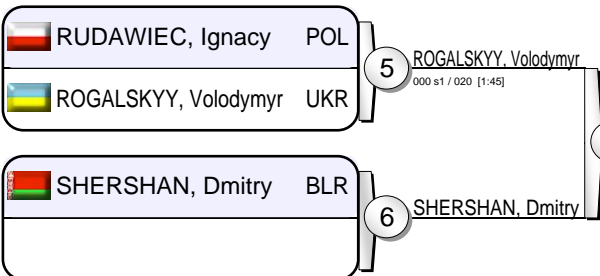 RUDAWIEC, Ignacy POL
ROGALSKYY, Volodymyr UKR
5
ROGALSKYY, Volodymyr
000 s1 / 020 [1:45]
SHERSHAN, Dmitry BLR
6
SHERSHAN, Dmitry